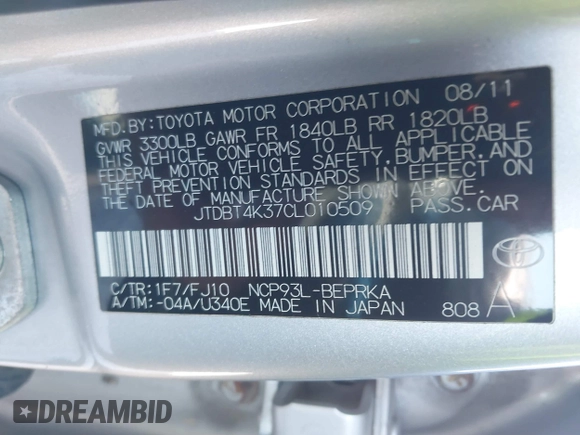 MFD.BY:TOYOTA MOTOR CORPORATION 08/11
GVWR 3300LB GAWR FR 1840LB RR 1820LB
THIS VEHICLE CONFORMS TO ALL APPLICABLE
FEDERAL MOTOR VEHICLE SAFETY, BUMPER, AND
THEFT PREVENTION STANDARDS IN EFFECT ON
THE DATE OF MANUFACTURE SHOWN ABOVE.
JTDBT4K37CL010509 PASS.CAR
C/TR:1F7/FJ10 NCP93L-BEPRKA
A/TM:-04A/U340E MADE IN JAPAN 808 A
DREAMBID